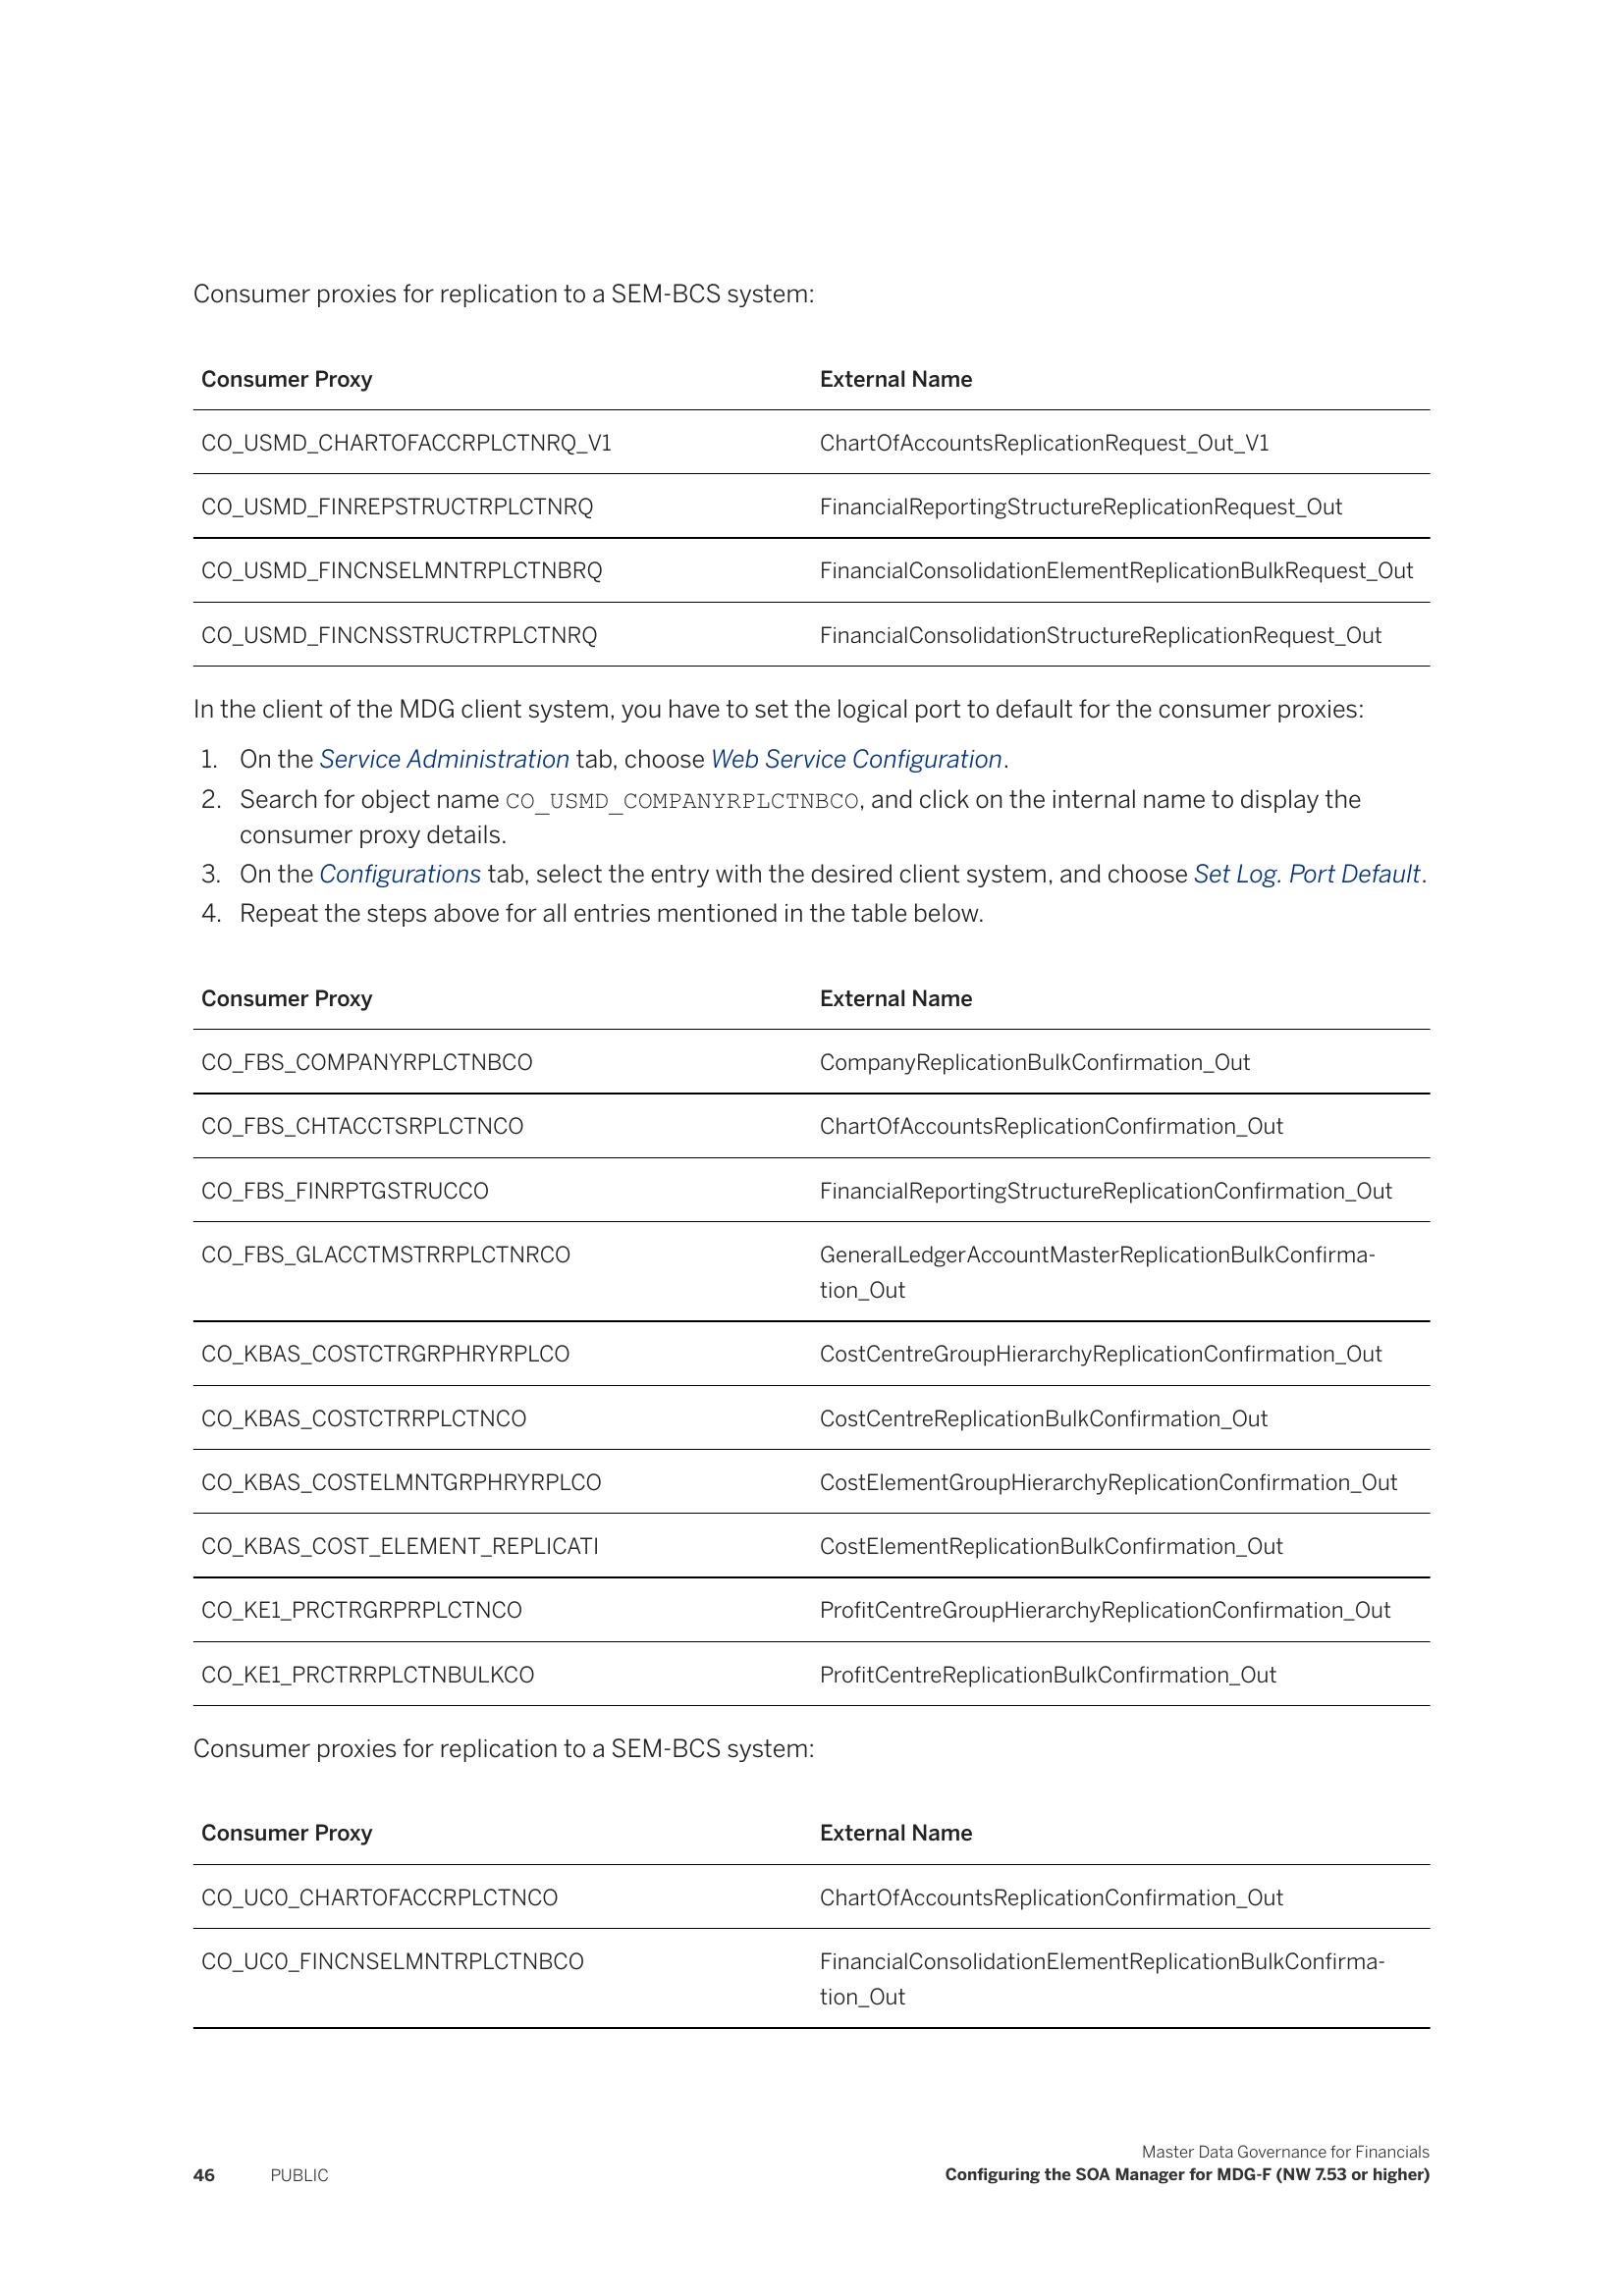 Consumer proxies for replication to a SEM-BCS system:
Consumer Proxy External Name
CO_USMD_CHARTOFACCRPLCTNRQ_V1 ChartOfAccountsReplicationRequest_Out_V1
CO_USMD_FINREPSTRUCTRPLCTNRQ FinancialReportingStructureReplicationRequest_Out
CO_USMD_FINCNSELMNTRPLCTNBRQ FinancialConsolidationElementReplicationBulkRequest_Out
CO_USMD_FINCNSSTRUCTRPLCTNRQ FinancialConsolidationStructureReplicationRequest_Out
In the client of the MDG client system, you have to set the logical port to default for the consumer proxies:
1. On the Service Administration tab, choose Web Service Configuration.
2. Search for object name CO_USMD_COMPANYRPLCTNBCO, and click on the internal name to display the
consumer proxy details.
3. On the Configurations tab, select the entry with the desired client system, and choose Set Log. Port Default.
4. Repeat the steps above for all entries mentioned in the table below.
Consumer Proxy External Name
CO_FBS_COMPANYRPLCTNBCO CompanyReplicationBulkConfirmation_Out
CO_FBS_CHTACCTSRPLCTNCO ChartOfAccountsReplicationConfirmation_Out
CO_FBS_FINRPTGSTRUCCO FinancialReportingStructureReplicationConfirmation_Out
CO_FBS_GLACCTMSTRRPLCTNRCO GeneralLedgerAccountMasterReplicationBulkConfirma-
tion_Out
CO_KBAS_COSTCTRGRPHRYRPLCO CostCentreGroupHierarchyReplicationConfirmation_Out
CO_KBAS_COSTCTRRPLCTNCO CostCentreReplicationBulkConfirmation_Out
CO_KBAS_COSTELMNTGRPHRYRPLCO CostElementGroupHierarchyReplicationConfirmation_Out
CO_KBAS_COST_ELEMENT_REPLICATI CostElementReplicationBulkConfirmation_Out
CO_KE1_PRCTRGRPRPLCTNCO ProfitCentreGroupHierarchyReplicationConfirmation_Out
CO_KE1_PRCTRRPLCTNBULKCO ProfitCentreReplicationBulkConfirmation_Out
Consumer proxies for replication to a SEM-BCS system:
Consumer Proxy External Name
CO_UC0_CHARTOFACCRPLCTNCO ChartOfAccountsReplicationConfirmation_Out
CO_UC0_FINCNSELMNTRPLCTNBCO FinancialConsolidationElementReplicationBulkConfirma-
tion_Out
Master Data Governance for Financials
46 PUBLIC Configuring the SOA Manager for MDG-F (NW 7.53 or higher)